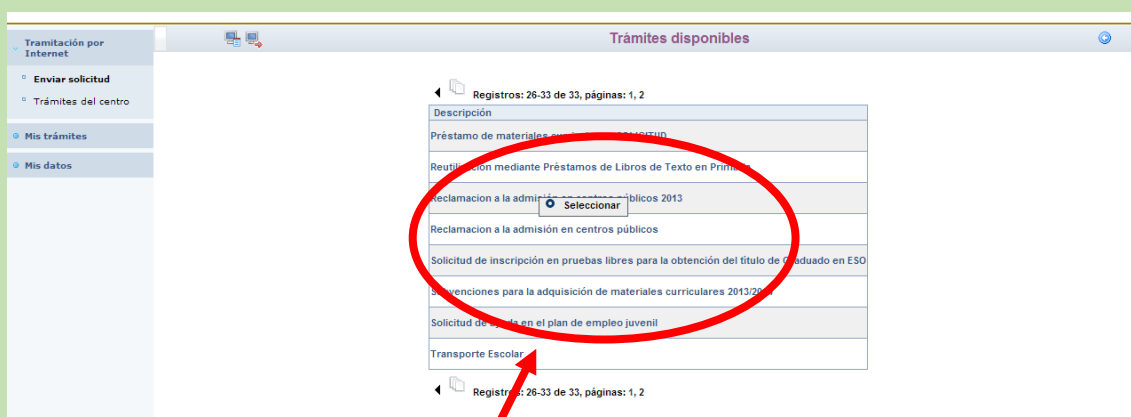 Trámites disponibles
Tramitación por
Internet
Enviar solicitud
Trámites del centro
Mis trámites
Mis datos
Registros: 26-33 de 33, páginas: 1, 2
Descripción
Préstamo de materiales
Reutilización mediante Préstamos de Libros de Texto en
Reclamacion a la admisión en centros públicos 2013
Seleccionar
Reclamacion a la admisión en centros públicos
Solicitud de inscripción en pruebas libres para la obtención del título de Graduado en ESO
Subvenciones para la adquisición de materiales curriculares
Solicitud de ayuda en el plan de empleo juvenil
Transporte Escolar
Registros: 26-33 de 33, páginas: 1, 2